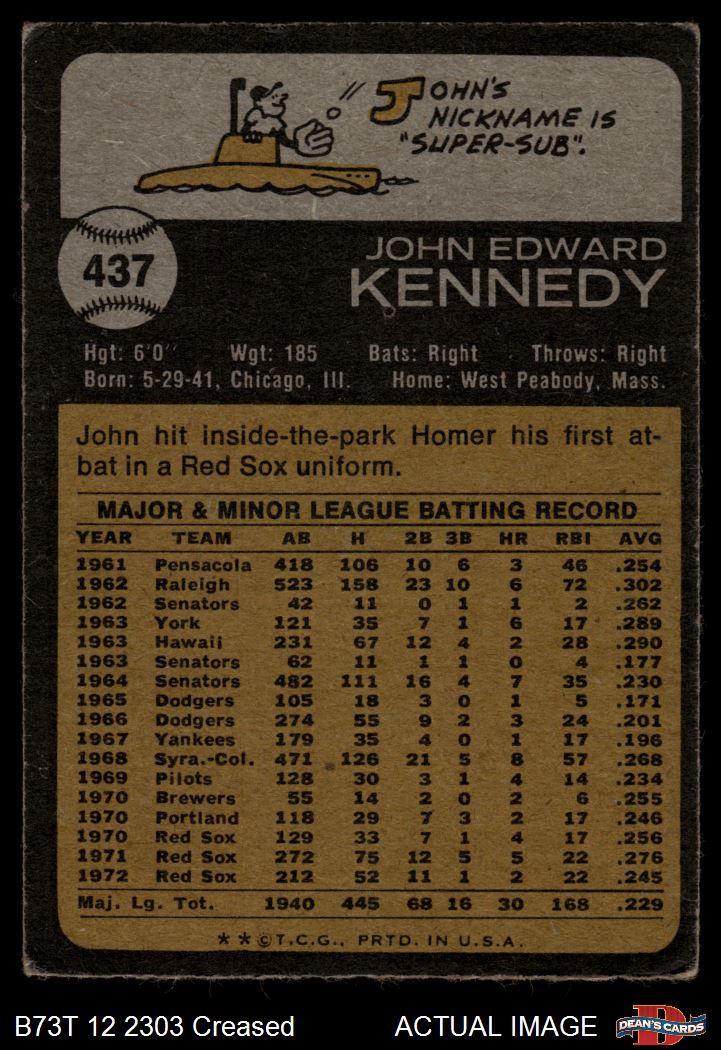 JOHN'S
NICKNAME IS
"SUPER-SUB".
437
JOHN EDWARD
KENNEDY
Hgt: 6'0" Wgt: 185 Bats: Right Throws: Right
Born: 5-29-41, Chicago, Ill. Home: West Peabody, Mass.
John hit inside-the-park Homer his first at-
bat in a Red Sox uniform.
MAJOR & MINOR LEAGUE BATTING RECORD
YEAR TEAM AB H 2B 3B HR RBI AVG
1961 Pensacola 418 106 10 6 3 46 .254
1962 Raleigh 523 158 23 10 6 72 .302
1962 Senators 42 11 0 1 1 2 .262
1963 York 121 35 7 1 6 17 .289
1963 Hawaii 231 67 12 4 2 28 .290
1963 Senators 62 11 1 1 0 4 .177
1964 Senators 482 111 16 4 7 35 .230
1965 Dodgers 105 18 3 0 1 5 .171
1966 Dodgers 274 55 9 2 3 24 .201
1967 Yankees 179 35 4 0 1 17 .196
1968 Syra.-Col. 471 126 21 5 8 57 .268
1969 Pilots 128 30 3 1 4 14 .234
1970 Brewers 55 14 2 0 2 6 .255
1970 Portland 118 29 7 3 2 17 .246
1970 Red Sox 129 33 7 1 4 17 .256
1971 Red Sox 272 75 12 5 5 22 .276
1972 Red Sox 212 52 11 1 2 22 .245
Maj. Lg. Tot. 1940 445 68 16 30 168 .229
**©T.C.G., PRTD. IN U.S.A.
B73T 12 2303 Creased ACTUAL IMAGE DEAN'S CARDS